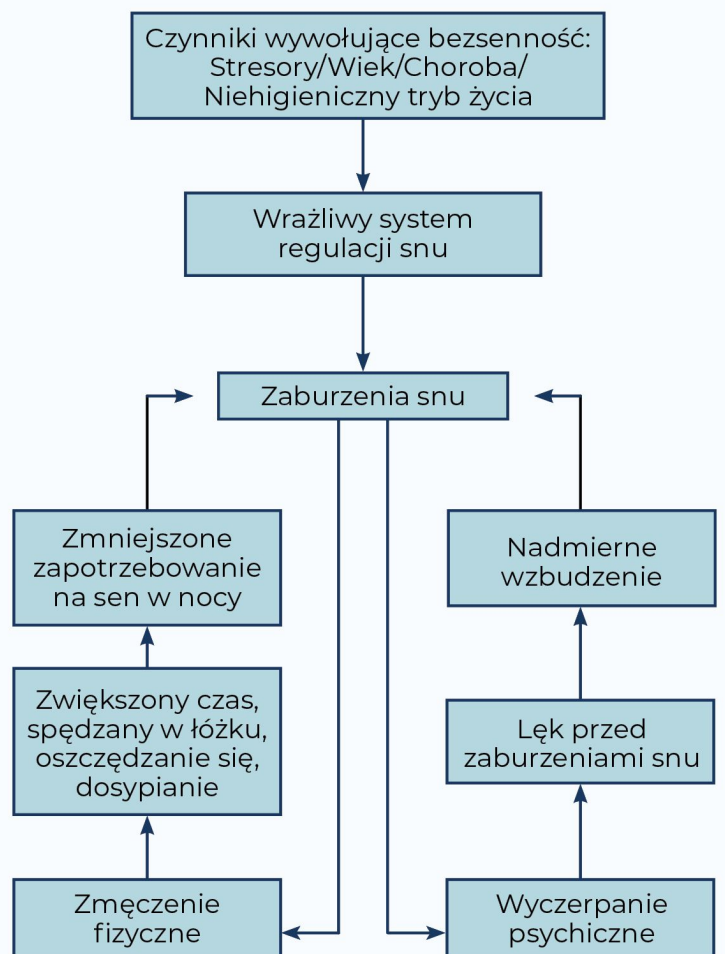 Czynniki wywołujące bezsenność:
Stresory/Wiek/Choroba/
Niehigieniczny tryb życia
Wrażliwy system
regulacji snu
Zaburzenia snu
Zmniejszone
zapotrzebowanie
na sen w nocy
Nadmierne
wzbudzenie
Zwiększony czas,
spędzany w łóżku,
oszczędzanie się,
dosypianie
Lęk przed
zaburzeniami snu
Zmęczenie
fizyczne
Wyczerpanie
psychiczne